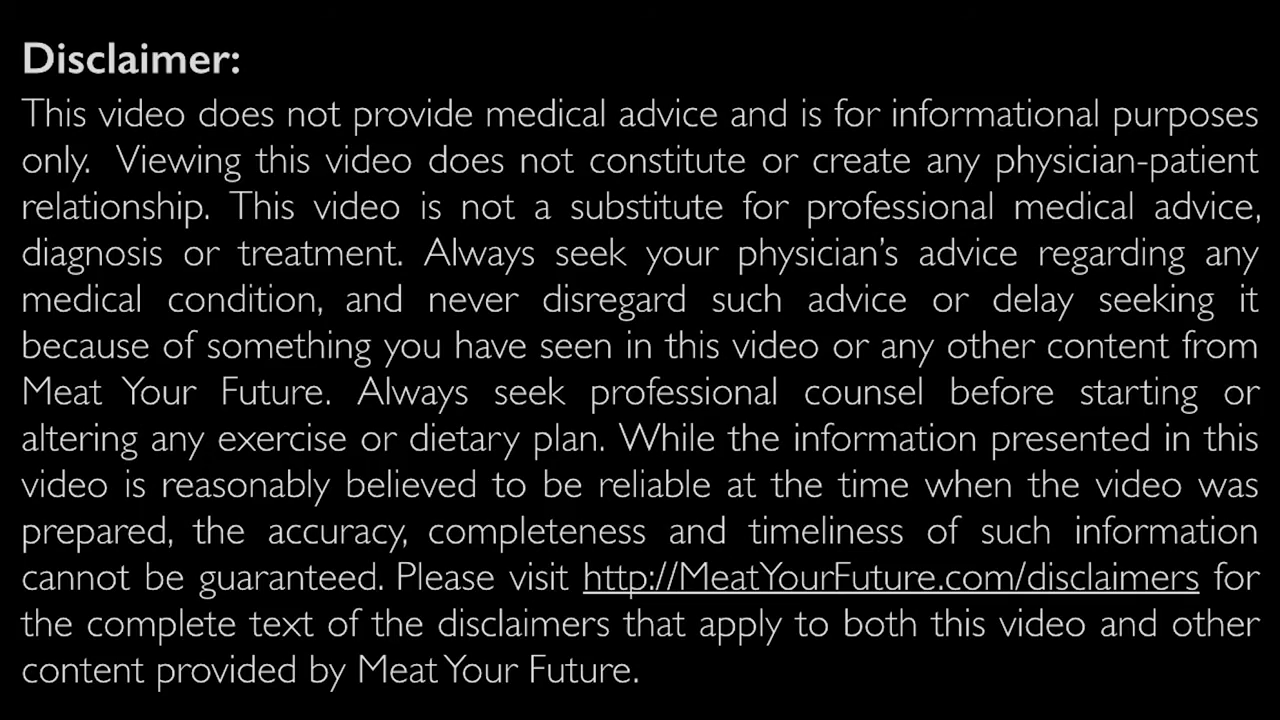 Disclaimer:
This video does not provide medical advice and is for informational purposes
only.  Viewing this video does not constitute or create any physician-patient
relationship. This video is not a substitute for professional medical advice,
diagnosis or treatment. Always seek your physician’s advice regarding any
medical condition, and never disregard such advice or delay seeking it
because of something you have seen in this video or any other content from
Meat Your Future. Always seek professional counsel before starting or
altering any exercise or dietary plan. While the information presented in this
video is reasonably believed to be reliable at the time when the video was
prepared, the accuracy, completeness and timeliness of such information
cannot be guaranteed. Please visit http://MeatYourFuture.com/disclaimers for
the complete text of the disclaimers that apply to both this video and other
content provided by Meat Your Future.